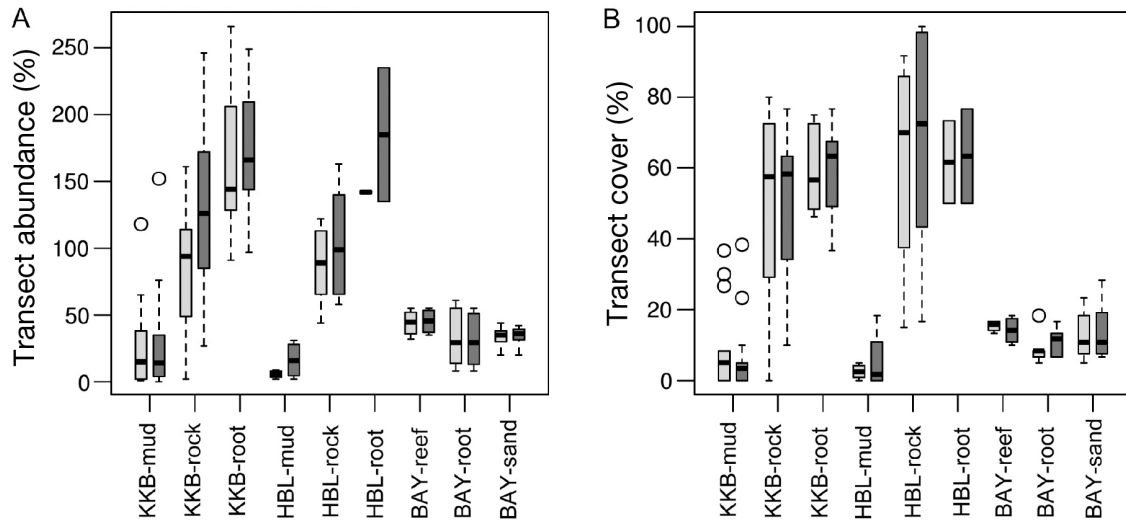 A
Transect abundance (%)
250
200
150
100
50
0
KKB-mud
KKB-rock
KKB-root
HBL-mud
HBL-rock
HBL-root
BAY-reef
BAY-root
BAY-sand
B
Transect cover (%)
100
80
60
40
20
0
KKB-mud
KKB-rock
KKB-root
HBL-mud
HBL-rock
HBL-root
BAY-reef
BAY-root
BAY-sand